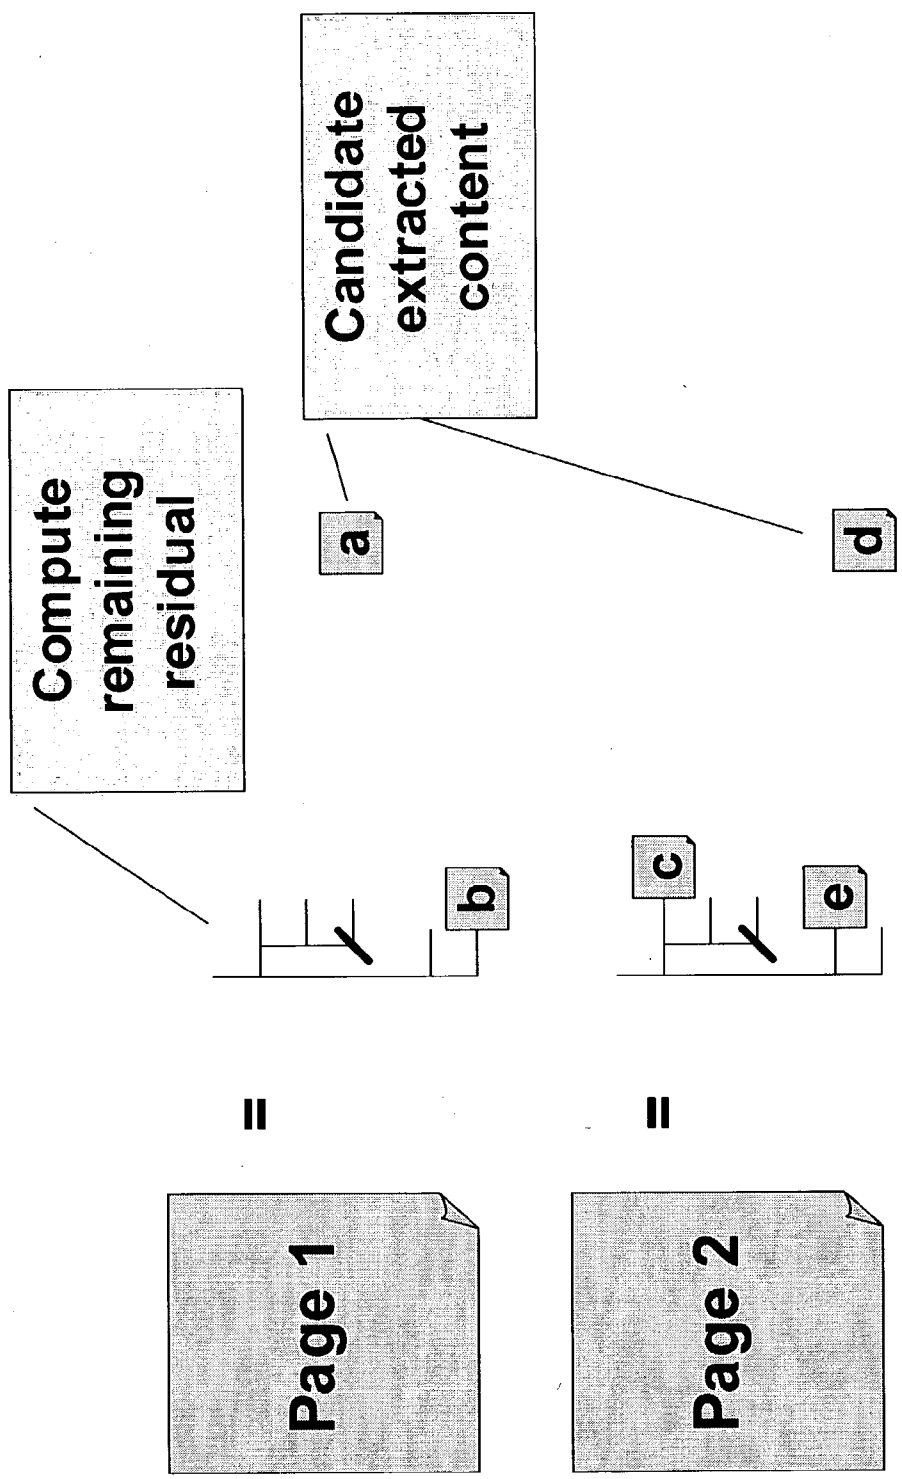 Compute
remaining
residual
Candidate
extracted
content
Page 1
=
b
a
Page 2
=
c
e
d